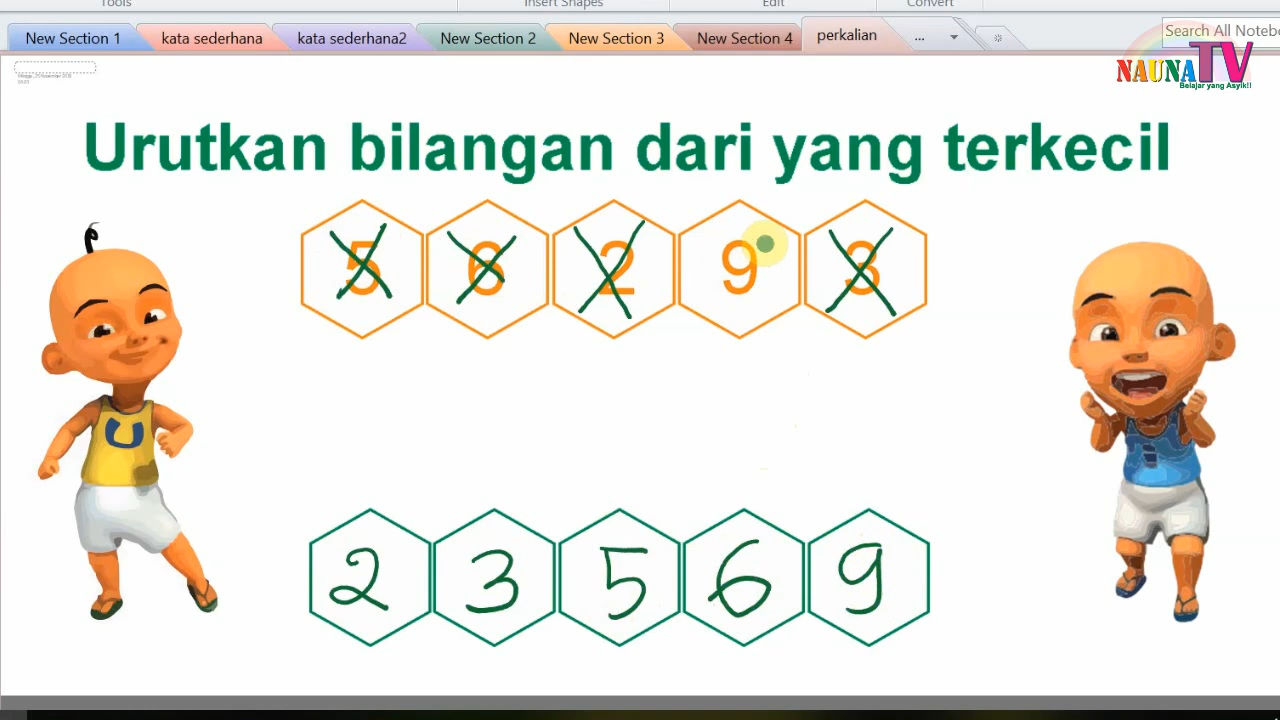 Tools Insert Shapes Edit Convert
New Section 1 kata sederhana kata sederhana2 New Section 2 New Section 3 New Section 4 perkalian ... Search All Notebo
NAUNA TV
Belajar yang Asyik!!
Urutkan bilangan dari yang terkecil
5 6 2 9 3
U
2 3 5 6 9